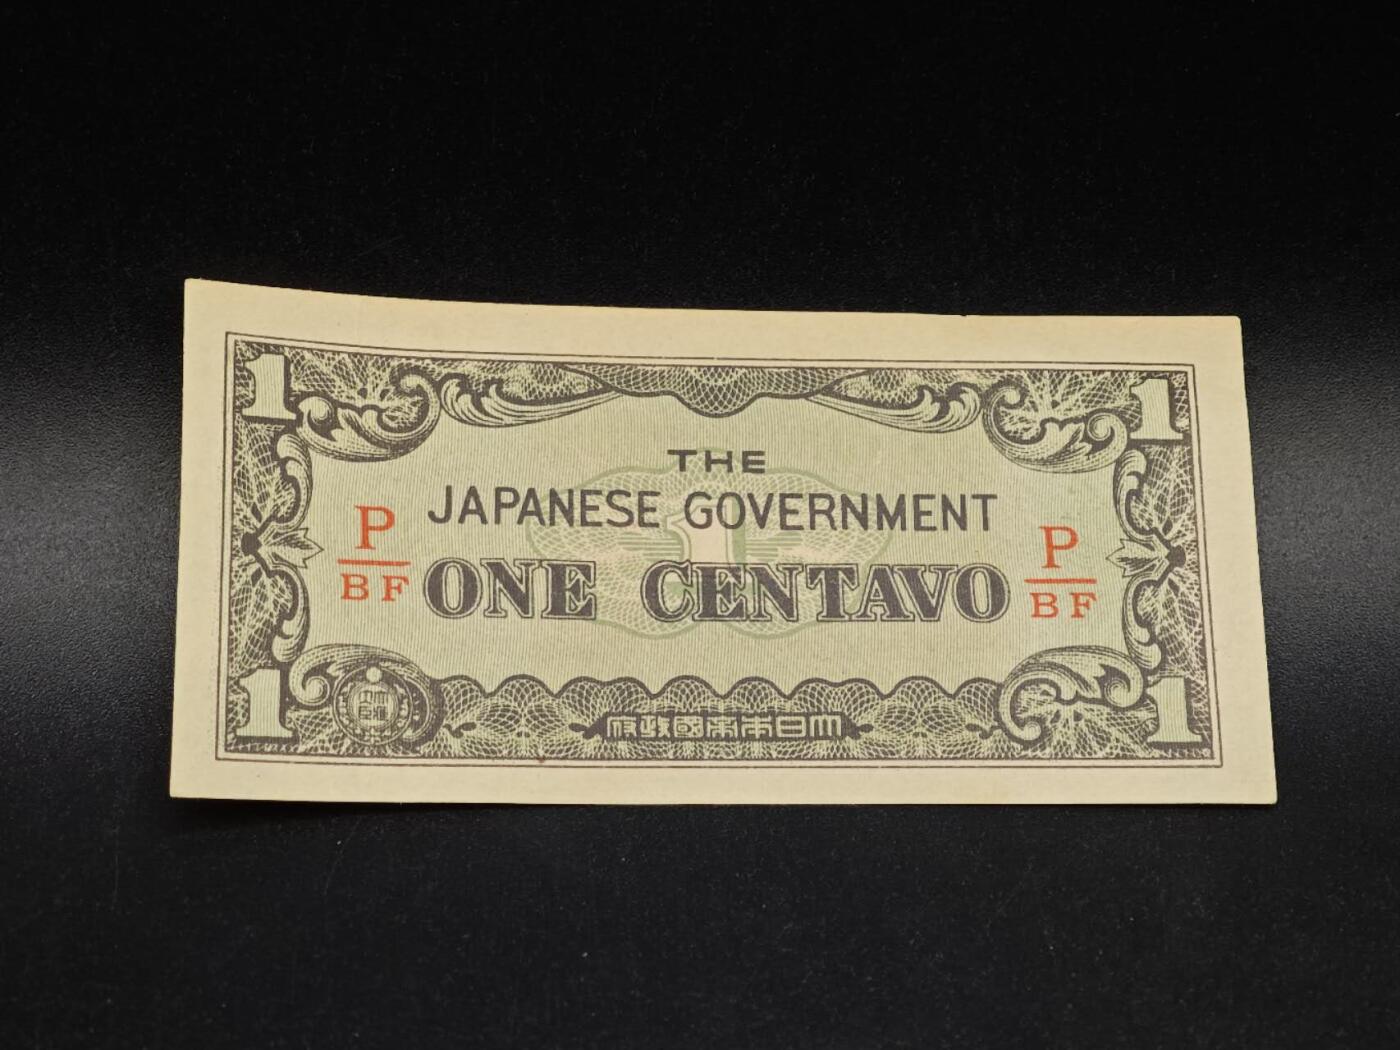 1 1
THE
JAPANESE GOVERNMENT
P
BF
ONE CENTAVO
P
BF
1 1
府政國帝本日大